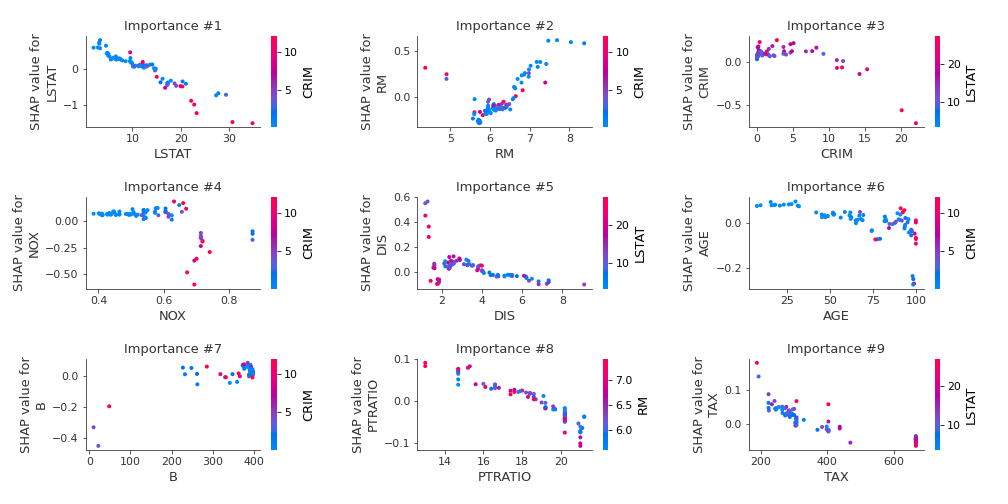 Importance #1
SHAP value for
LSTAT
0
−1
10
20
30
LSTAT
10
5
CRIM
Importance #2
SHAP value for
RM
0.5
0.0
5
6
7
8
RM
10
5
CRIM
Importance #3
SHAP value for
CRIM
0.0
−0.5
0
5
10
15
20
CRIM
20
10
LSTAT
Importance #4
SHAP value for
NOX
0.00
−0.25
−0.50
0.4
0.6
0.8
NOX
10
5
CRIM
Importance #5
SHAP value for
DIS
0.6
0.4
0.2
0.0
2
4
6
8
DIS
20
10
LSTAT
Importance #6
SHAP value for
AGE
0.0
−0.2
25
50
75
100
AGE
10
5
CRIM
Importance #7
SHAP value for
B
0.0
−0.2
−0.4
0
100
200
300
400
B
10
5
CRIM
Importance #8
SHAP value for
PTRATIO
0.1
0.0
−0.1
14
16
18
20
PTRATIO
7.0
6.5
6.0
RM
Importance #9
SHAP value for
TAX
0.1
0.0
200
400
600
TAX
20
10
LSTAT